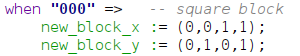 when "000" => -- square block
new_block_x := (0,0,1,1);
new_block_y := (0,1,0,1);